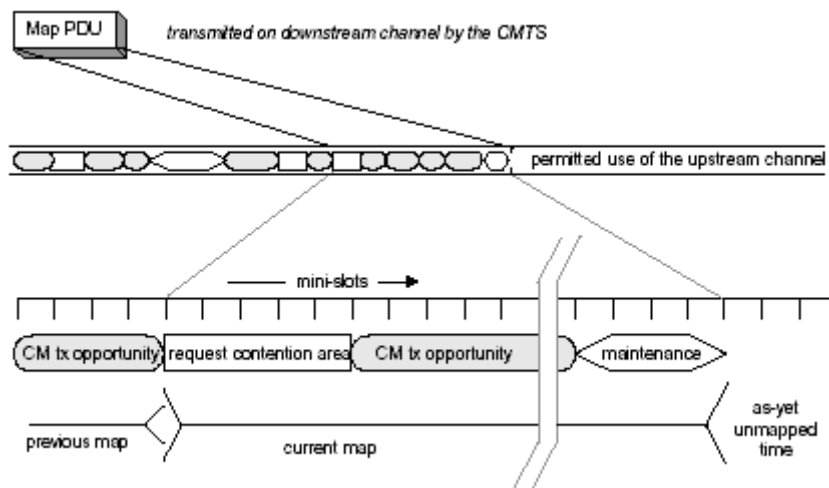 Map PDU
transmitted on downstream channel by the CMTS
permitted use of the upstream channel
mini-slots
CM tx opportunity
request contention area
CM tx opportunity
maintenance
previous map
current map
as-yet
unmapped
time